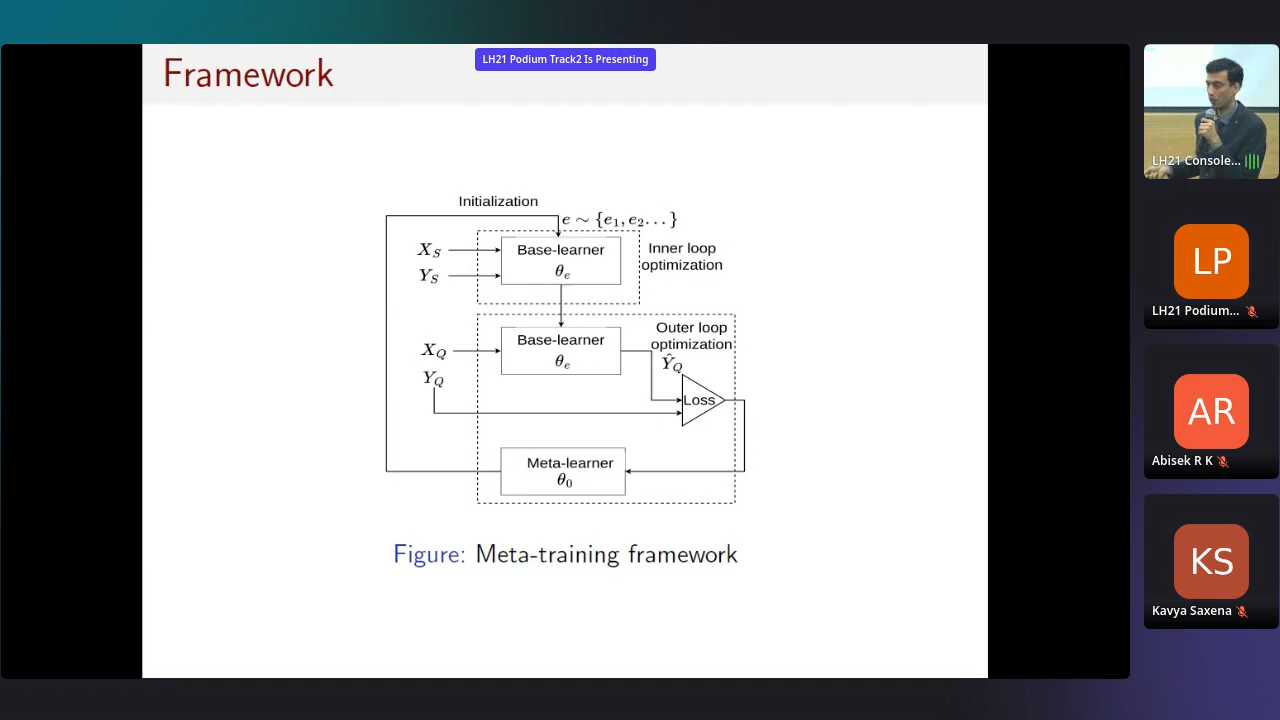 LH21 Podium Track2 Is Presenting
Framework
Initialization
e ~ {e₁, e₂...}
X_S
Y_S
Base-learner
θ_e
Inner loop
optimization
X_Q
Y_Q
Base-learner
θ_e
Outer loop
optimization
Ŷ_Q
Loss
Meta-learner
θ₀
Figure: Meta-training framework
LH21 Console...
LP
LH21 Podium...
AR
Abisek R K
KS
Kavya Saxena